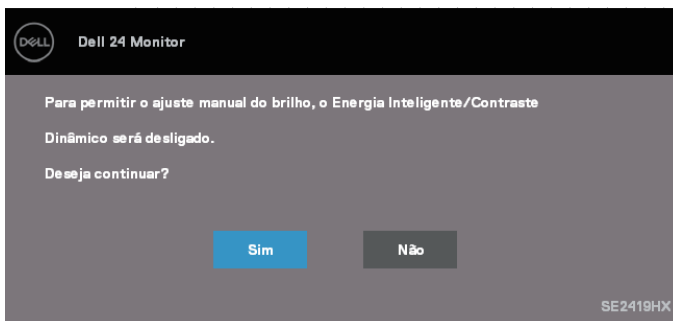 DELL
Dell 24 Monitor
Para permitir o ajuste manual do brilho, o Energia Inteligente/Contraste
Dinâmico será desligado.
Deseja continuar?
Sim
Não
SE2419HX